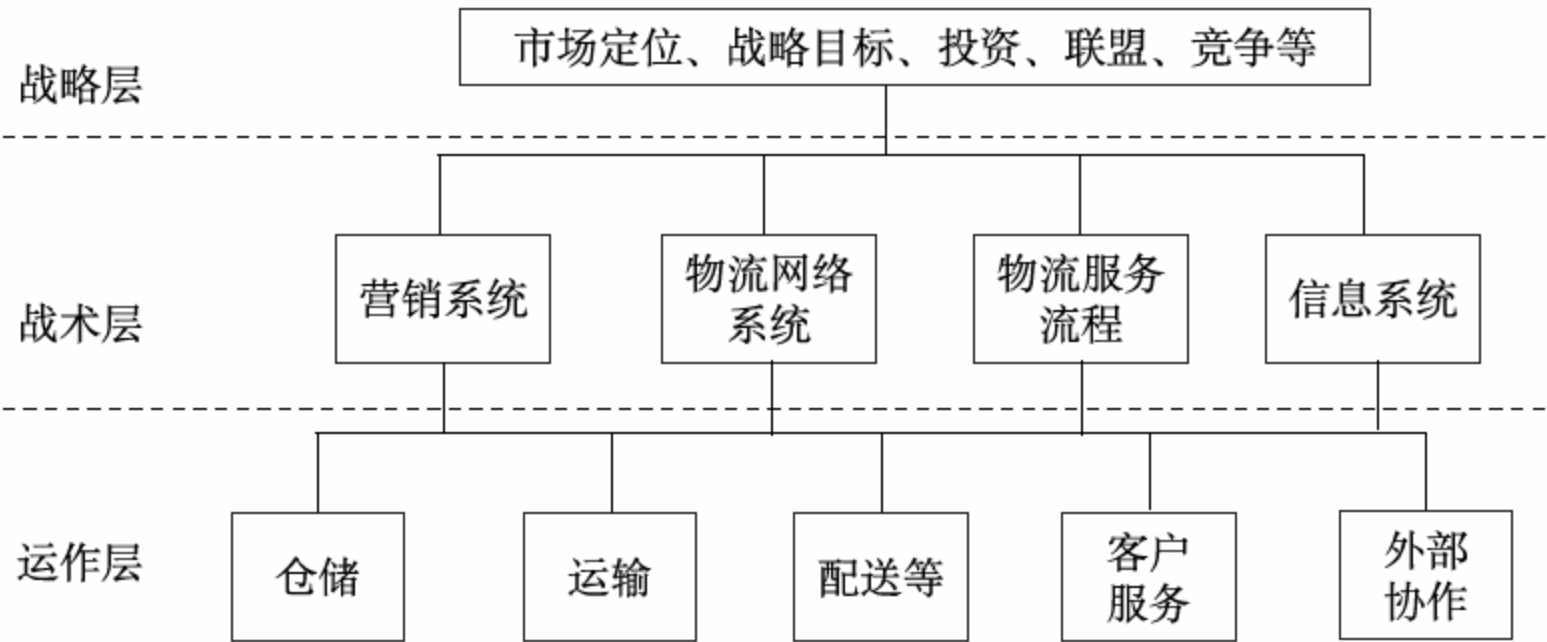 市场定位、战略目标、投资、联盟、竞争等
战略层
营销系统
物流网络
系统
物流服务
流程
信息系统
战术层
仓储
运输
配送等
客户
服务
外部
协作
运作层